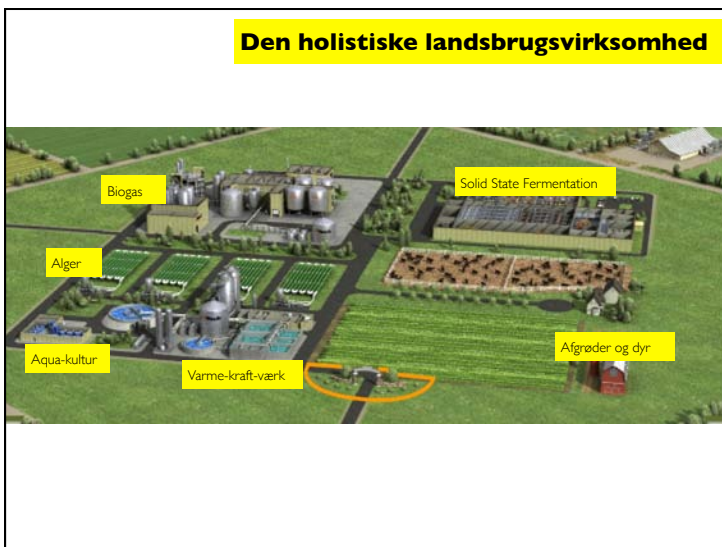 Den holistiske landsbrugsvirksomhed
Biogas
Solid State Fermentation
Alger
Aqua-kultur
Varme-kraft-værk
Afgrøder og dyr